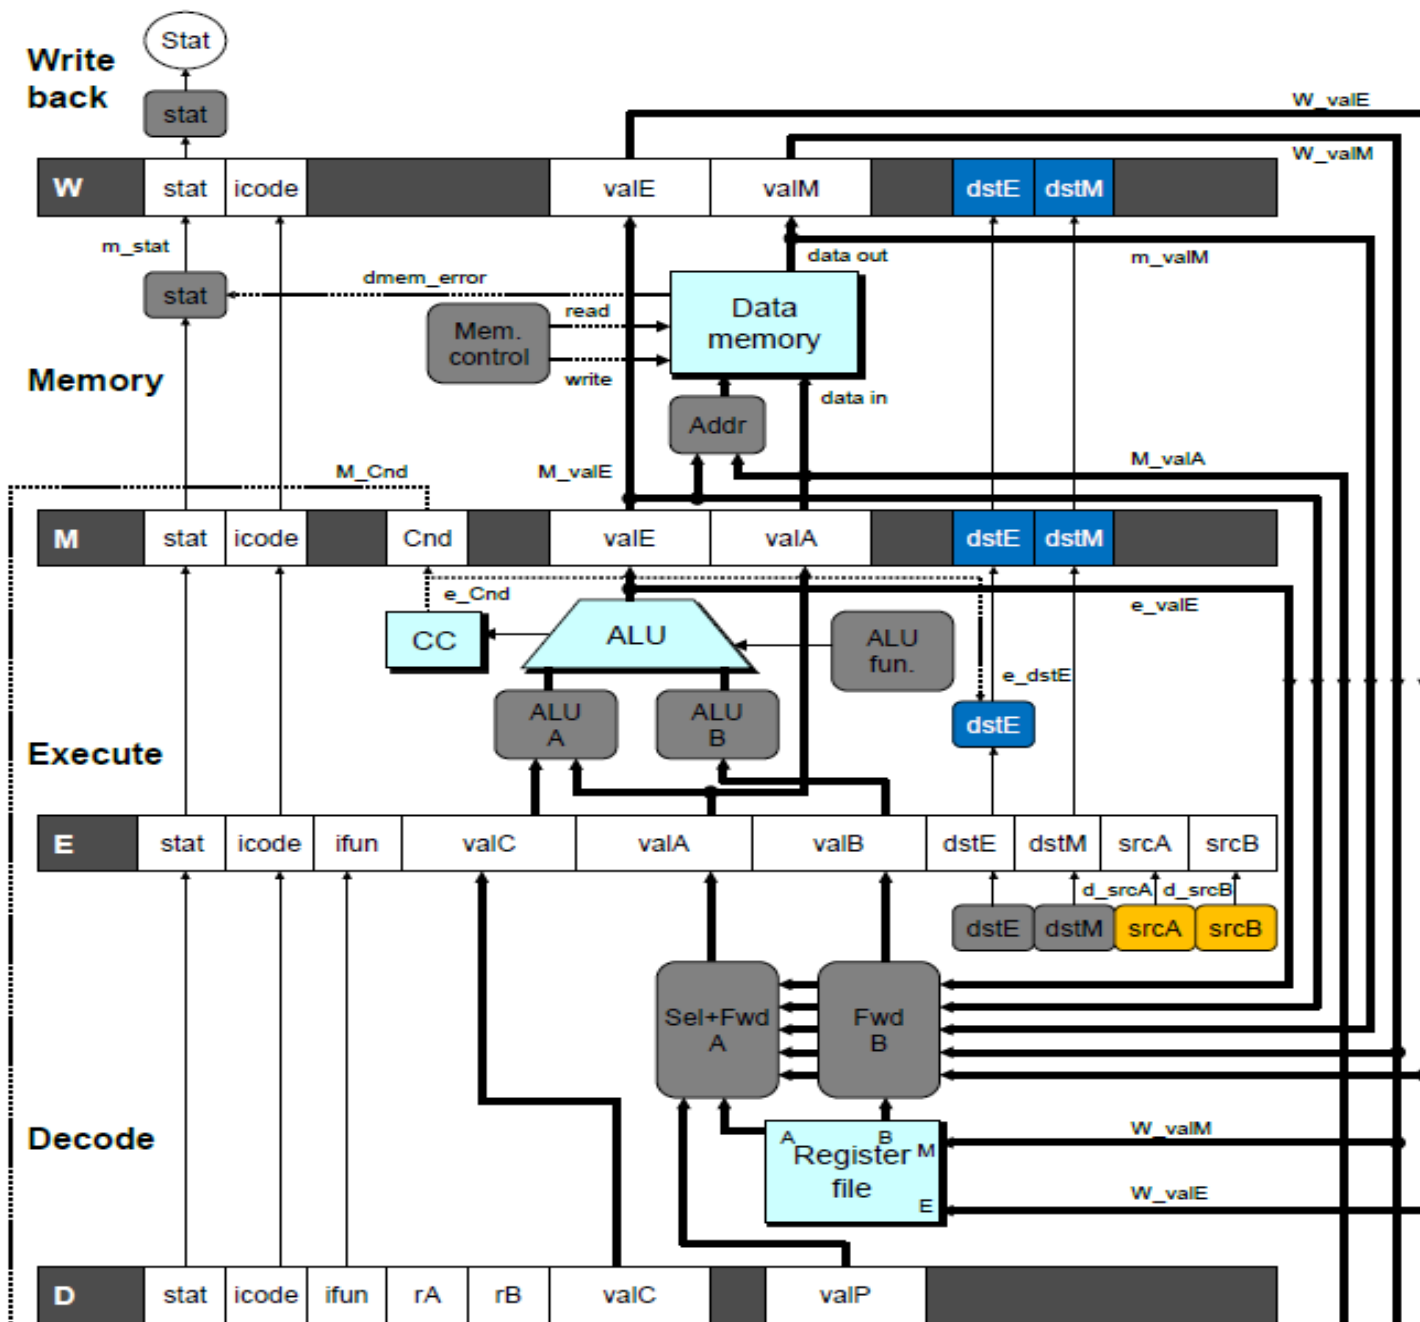 Stat
Write
back
stat
W_valE
W_valM
W
stat
icode
valE
valM
dstE
dstM
m_stat
data out
m_valM
dmem_error
stat
read
Mem.
control
Data
memory
write
Memory
data in
Addr
M_Cnd
M_valE
M_valA
M
stat
icode
Cnd
valE
valA
dstE
dstM
e_Cnd
e_valE
CC
ALU
ALU
fun.
e_dstE
ALU
A
ALU
B
dstE
Execute
E
stat
icode
ifun
valC
valA
valB
dstE
dstM
srcA
srcB
d_srcA
d_srcB
dstE
dstM
srcA
srcB
Sel+Fwd
A
Fwd
B
Decode
A
B
M
Register
file
E
W_valM
W_valE
D
stat
icode
ifun
rA
rB
valC
valP